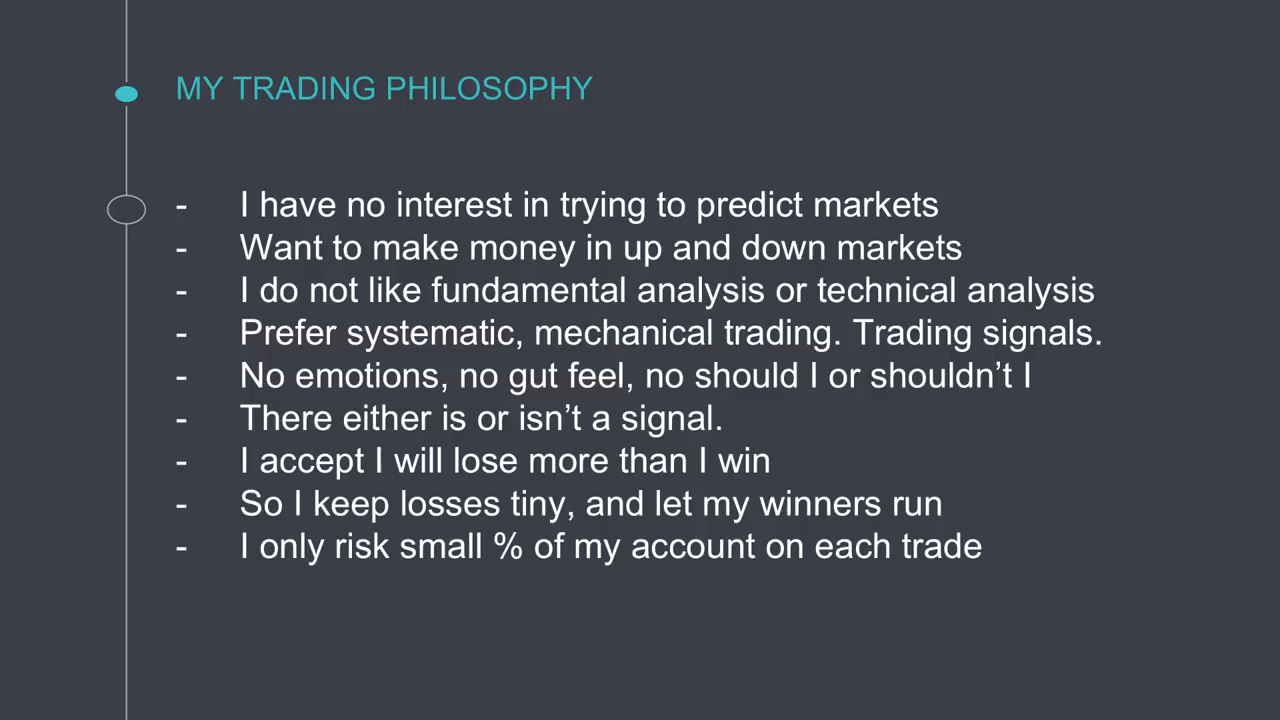 MY TRADING PHILOSOPHY
- I have no interest in trying to predict markets
- Want to make money in up and down markets
- I do not like fundamental analysis or technical analysis
- Prefer systematic, mechanical trading. Trading signals.
- No emotions, no gut feel, no should I or shouldn’t I
- There either is or isn’t a signal.
- I accept I will lose more than I win
- So I keep losses tiny, and let my winners run
- I only risk small % of my account on each trade